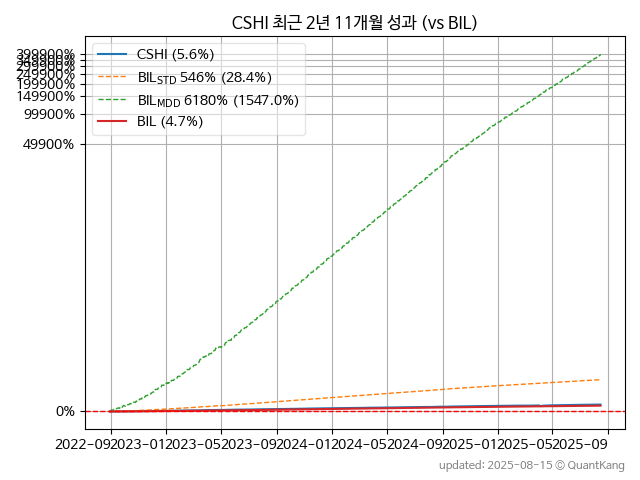 CSHI 최근 2년 11개월 성과 (vs BIL)
CSHI (5.6%)
BIL_STD 546% (28.4%)
BIL_MDD 6180% (1547.0%)
BIL (4.7%)
399900%
299900%
249900%
199900%
149900%
99900%
49900%
0%
2022-09 2023-01 2023-05 2023-09 2024-01 2024-05 2024-09 2025-01 2025-05 2025-09
updated: 2025-08-15 © QuantKang